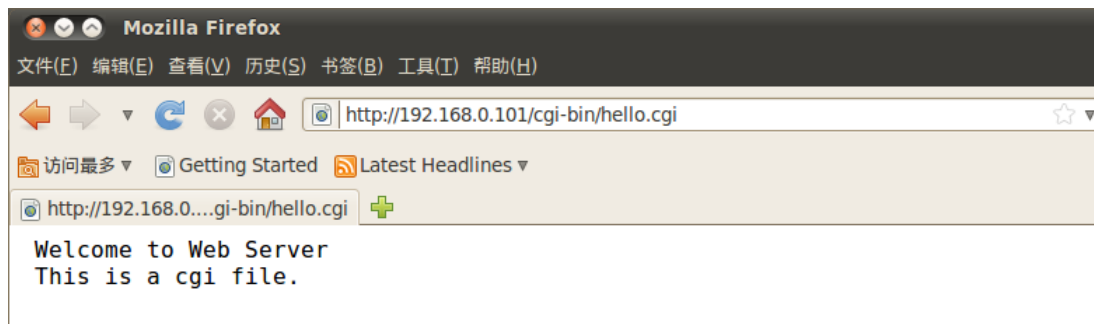 Mozilla Firefox
文件(F) 编辑(E) 查看(V) 历史(S) 书签(B) 工具(T) 帮助(H)
http://192.168.0.101/cgi-bin/hello.cgi
访问最多 Getting Started Latest Headlines
http://192.168.0....gi-bin/hello.cgi
Welcome to Web Server
This is a cgi file.